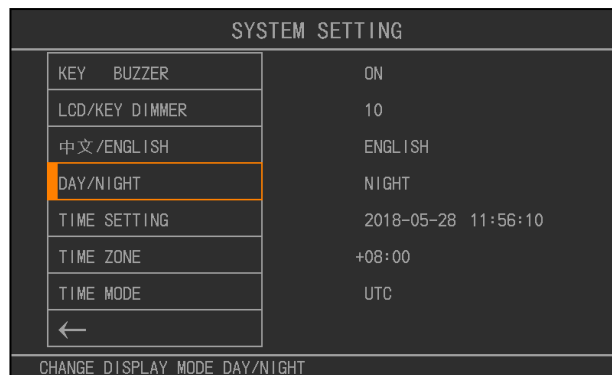 SYSTEM SETTING
KEY BUZZER ON
LCD/KEY DIMMER 10
中文/ENGLISH ENGLISH
DAY/NIGHT NIGHT
TIME SETTING 2018-05-28 11:56:10
TIME ZONE +08:00
TIME MODE UTC
←
CHANGE DISPLAY MODE DAY/NIGHT